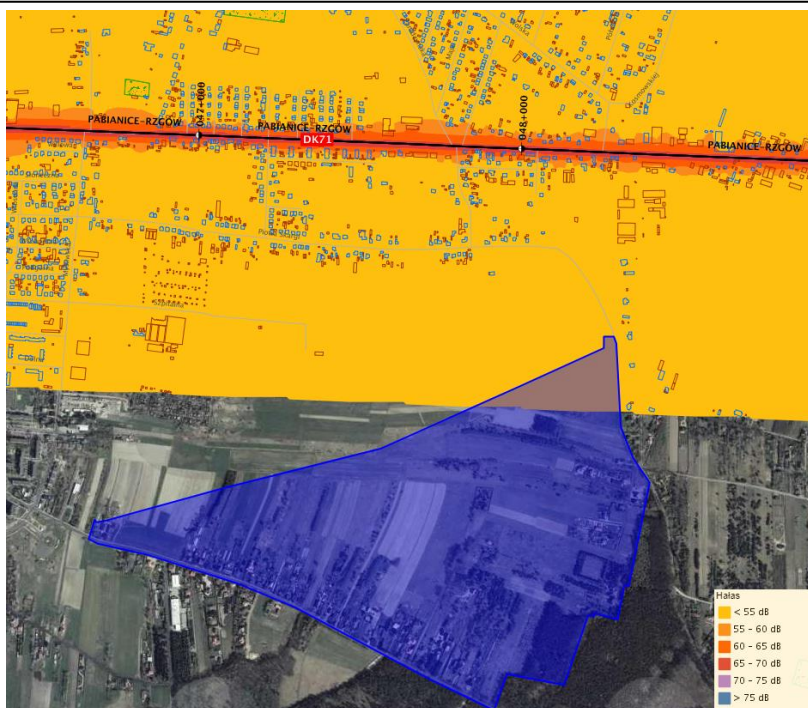 047+000
048+000
PABIANICE-RZGÓW
PABIANICE-RZGÓW
PABIANICE-RZGÓW
DK71
Szpitalna
Hałas
< 55 dB
55 - 60 dB
60 - 65 dB
65 - 70 dB
70 - 75 dB
> 75 dB